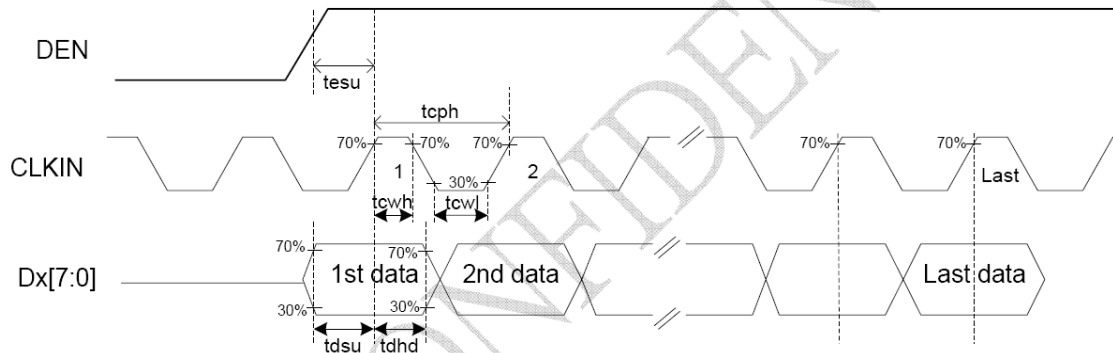 DEN
tesu
tcph
CLKIN
70% 1 70% 70% 2 70% 70% Last
30%
tcwh tcwl
Dx[7:0]
70% 1st data 70% 2nd data Last data
30% 30%
tdsu tdhd